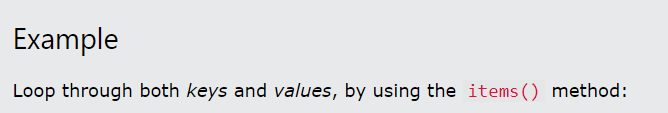 Example
Loop through both keys and values, by using the items() method: